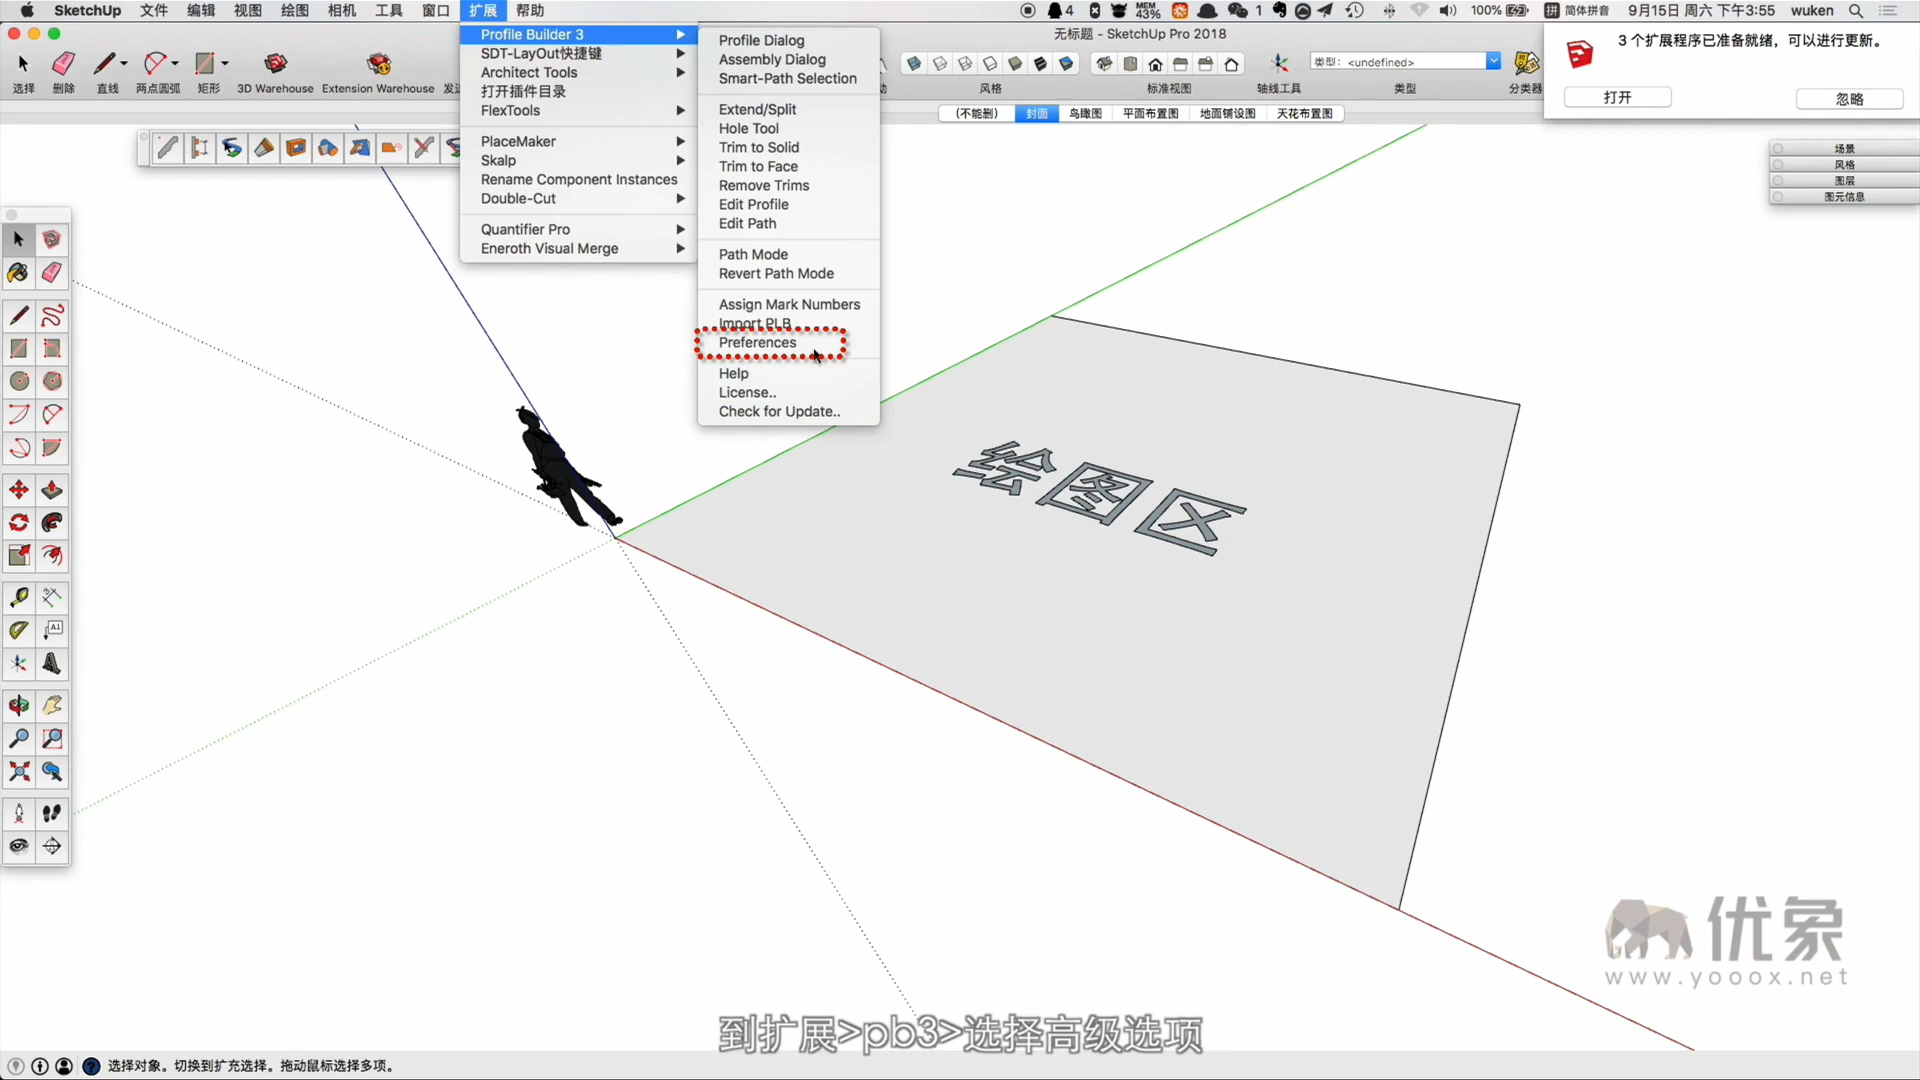 SketchUp 文件 编辑 视图 绘图 相机 工具 窗口 扩展 帮助
4 MEM 43% 1 100% 拼 简体拼音 9月15日 周六 下午3:55 wuken
无标题 - SketchUp Pro 2018
选择 删除 直线 两点圆弧 矩形 3D Warehouse Extension Warehouse
风格 标准视图 轴线工具 类型 分类器
类型: <undefined>
3 个扩展程序已准备就绪，可以进行更新。
打开 忽略
(不能删) 封面 鸟瞰图 平面布置图 地面铺设图 天花布置图
场景
风格
图层
图元信息
Profile Builder 3
SDT-LayOut快捷键
Architect Tools
打开插件目录
FlexTools
PlaceMaker
Skalp
Rename Component Instances
Double-Cut
Quantifier Pro
Eneroth Visual Merge
Profile Dialog
Assembly Dialog
Smart-Path Selection
Extend/Split
Hole Tool
Trim to Solid
Trim to Face
Remove Trims
Edit Profile
Edit Path
Path Mode
Revert Path Mode
Assign Mark Numbers
Import PLB
Preferences
Help
License..
Check for Update..
A1
绘图区
优象
www.yooox.net
到扩展>pb3>选择高级选项
选择对象。切换到扩充选择。拖动鼠标选择多项。